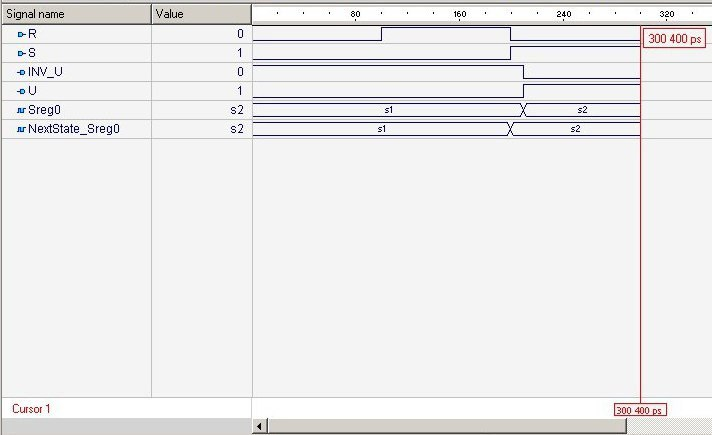 Signal name Value 80 160 240 320
R 0 300 400 ps
S 1
INV_U 0
U 1
Sreg0 s2 s1 s2
NextState_Sreg0 s2 s1 s2
Cursor 1 300 400 ps